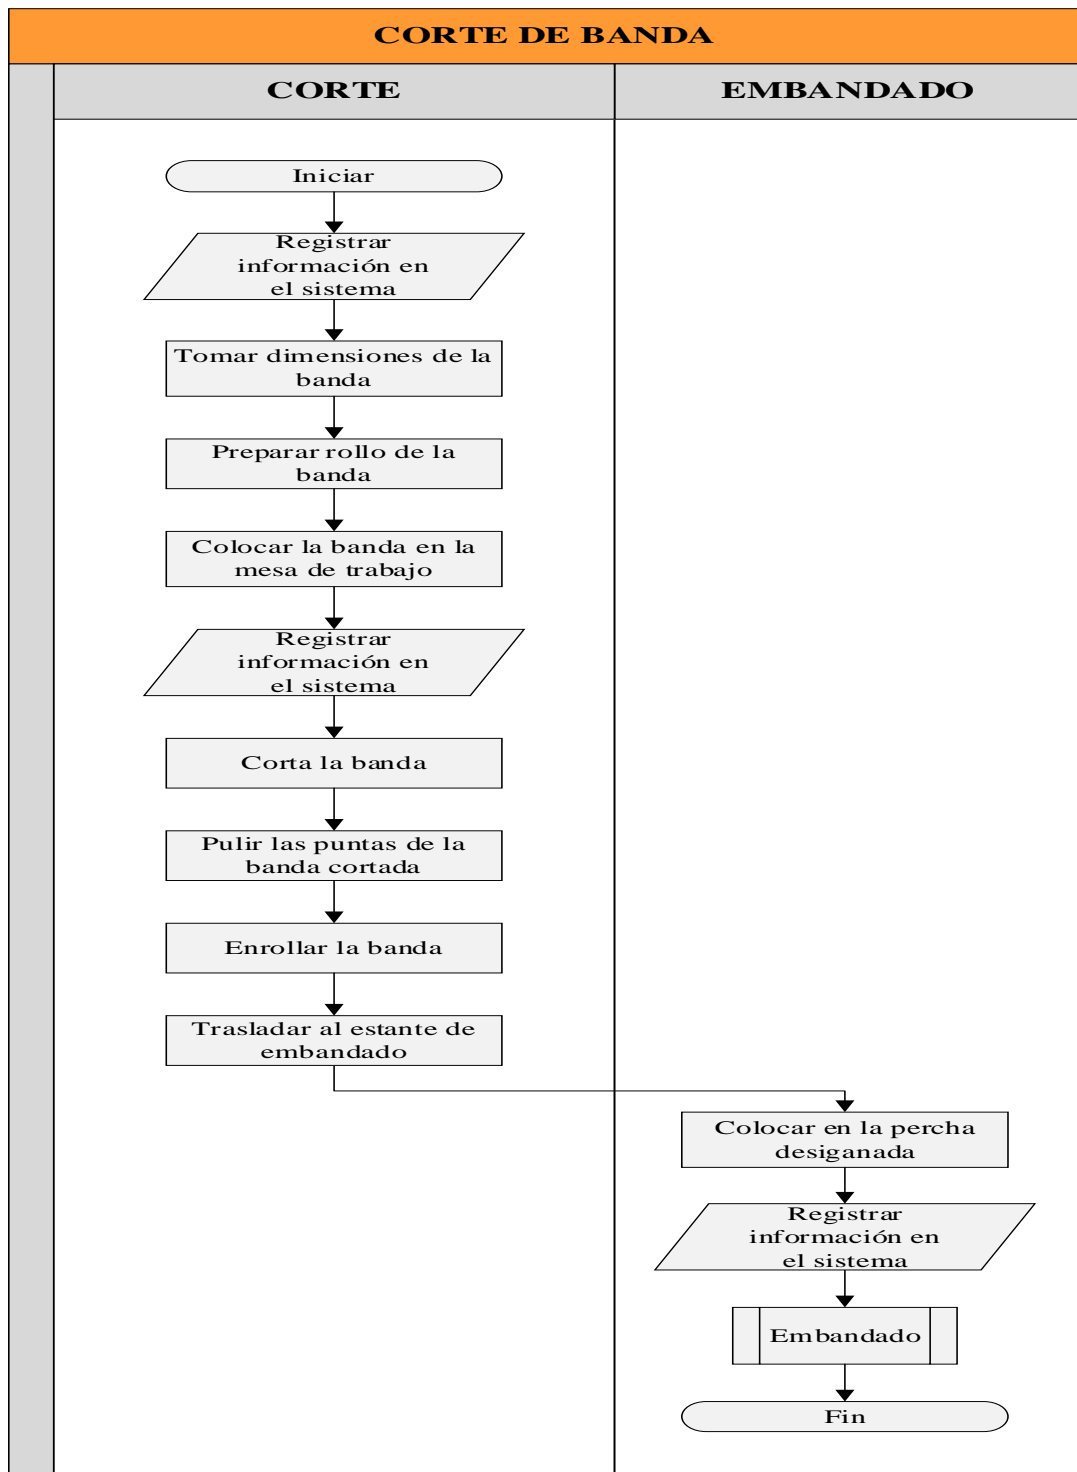 CORTE DE BANDA
CORTE
EMBANDADO
Iniciar
Registrar
información en
el sistema
Tomar dimensiones de la
banda
Preparar rollo de la
banda
Colocar la banda en la
mesa de trabajo
Registrar
información en
el sistema
Corta la banda
Pulir las puntas de la
banda cortada
Enrollar la banda
Trasladar al estante de
embandado
Colocar en la percha
desiganada
Registrar
información en
el sistema
Embandado
Fin